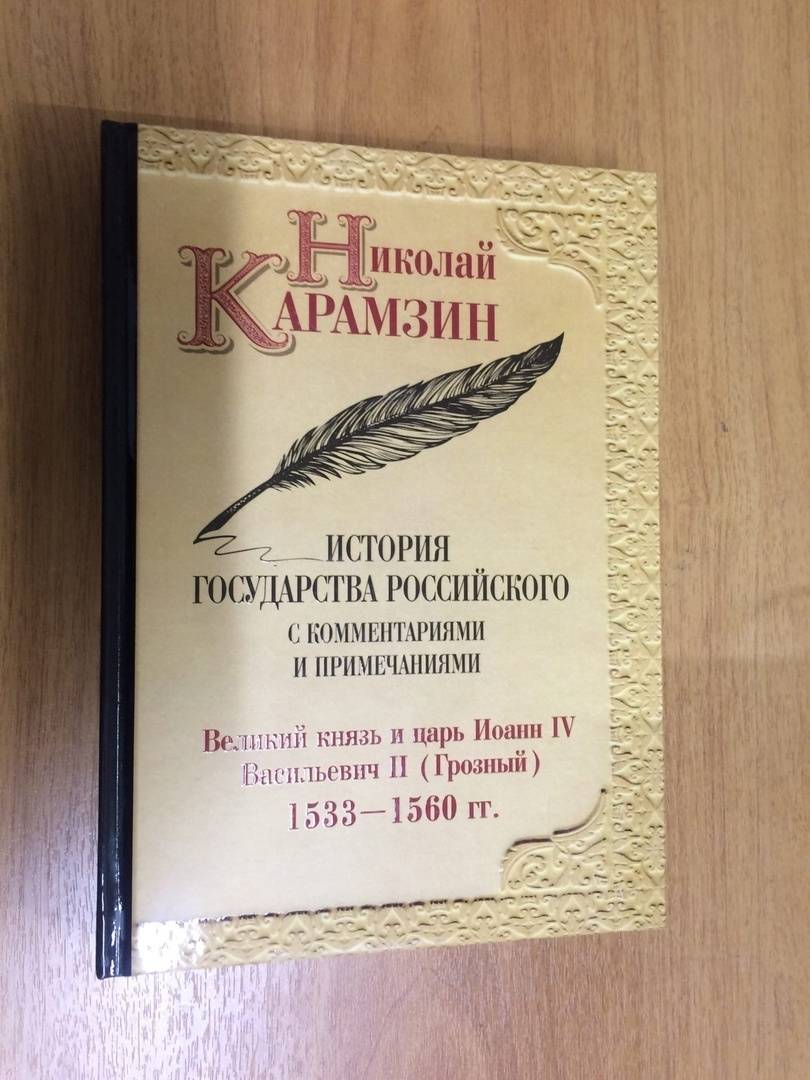 Николай
Карамзин
История
государства Российского
с комментариями
и примечаниями
Великий князь и царь Иоанн IV
Васильевич II (Грозный)
1533—1560 гг.